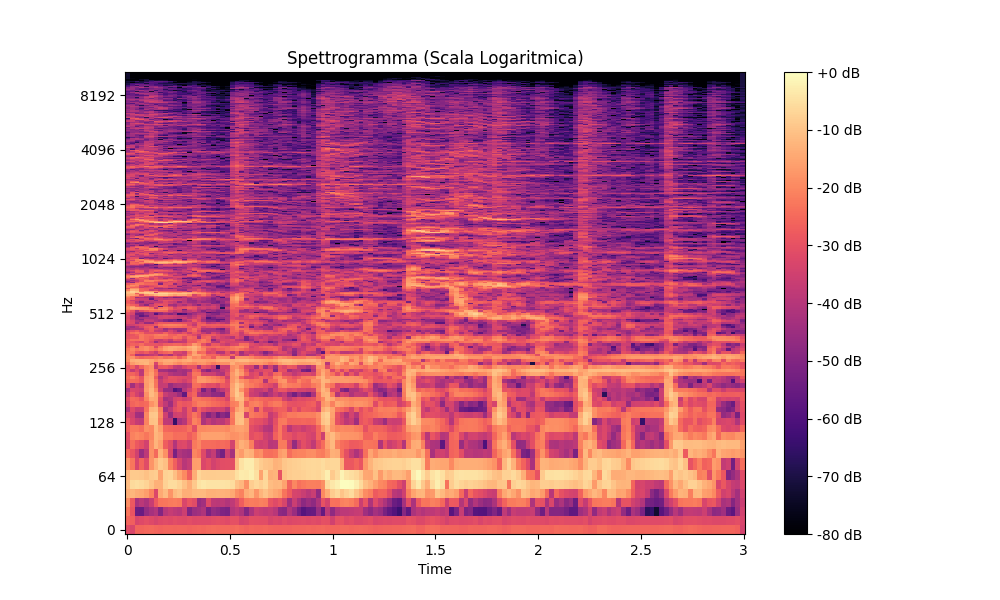 Spettrogramma (Scala Logaritmica)
Hz
8192
4096
2048
1024
512
256
128
64
0
0 0.5 1 1.5 2 2.5 3
Time
+0 dB
-10 dB
-20 dB
-30 dB
-40 dB
-50 dB
-60 dB
-70 dB
-80 dB